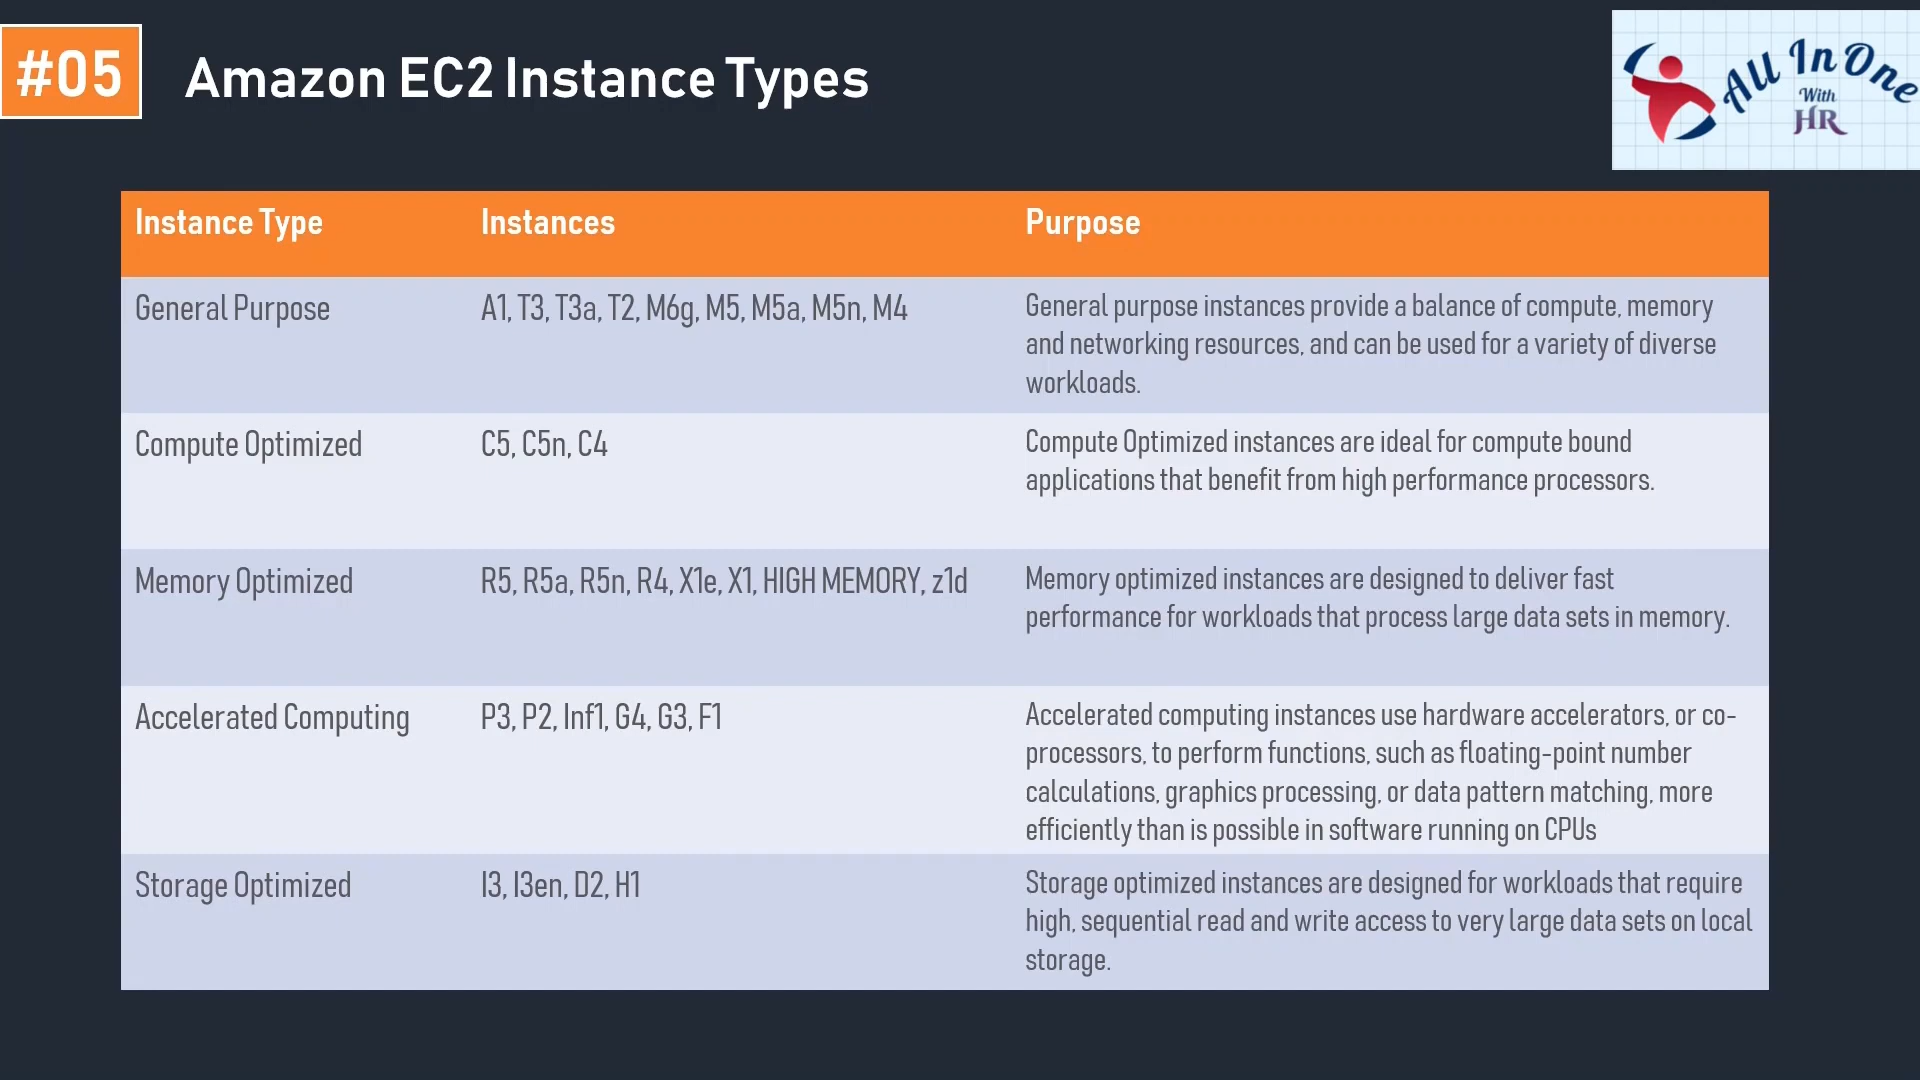 #05
Amazon EC2 Instance Types
All In One
With
HR
Instance Type
Instances
Purpose
General Purpose
A1, T3, T3a, T2, M6g, M5, M5a, M5n, M4
General purpose instances provide a balance of compute, memory
and networking resources, and can be used for a variety of diverse
workloads.
Compute Optimized
C5, C5n, C4
Compute Optimized instances are ideal for compute bound
applications that benefit from high performance processors.
Memory Optimized
R5, R5a, R5n, R4, X1e, X1, HIGH MEMORY, z1d
Memory optimized instances are designed to deliver fast
performance for workloads that process large data sets in memory.
Accelerated Computing
P3, P2, Inf1, G4, G3, F1
Accelerated computing instances use hardware accelerators, or co-
processors, to perform functions, such as floating-point number
calculations, graphics processing, or data pattern matching, more
efficiently than is possible in software running on CPUs
Storage Optimized
I3, I3en, D2, H1
Storage optimized instances are designed for workloads that require
high, sequential read and write access to very large data sets on local
storage.